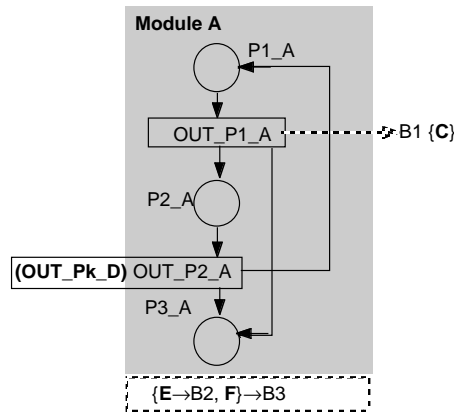 Module A
P1_A
OUT_P1_A
B1 {C}
P2_A
(OUT_Pk_D) OUT_P2_A
P3_A
{E→B2, F}→B3